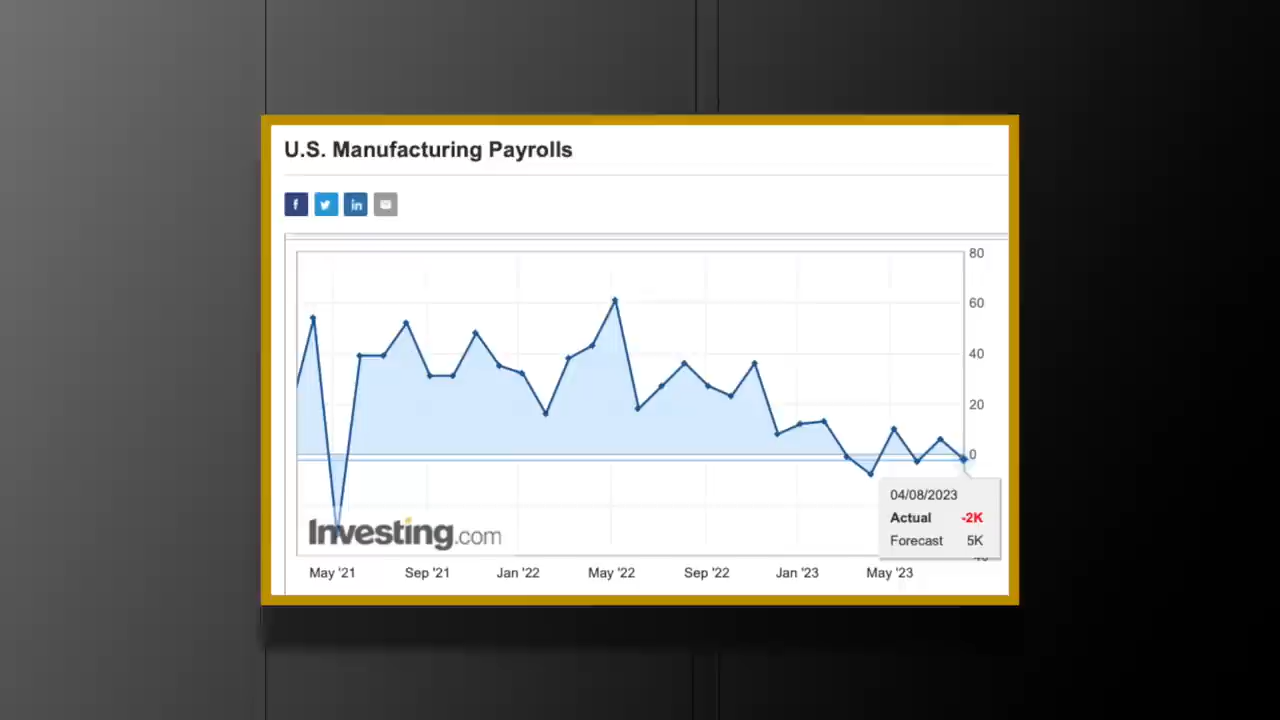 U.S. Manufacturing Payrolls
80
60
40
20
0
04/08/2023
Actual -2K
Forecast 5K
Investing.com
May '21 Sep '21 Jan '22 May '22 Sep '22 Jan '23 May '23